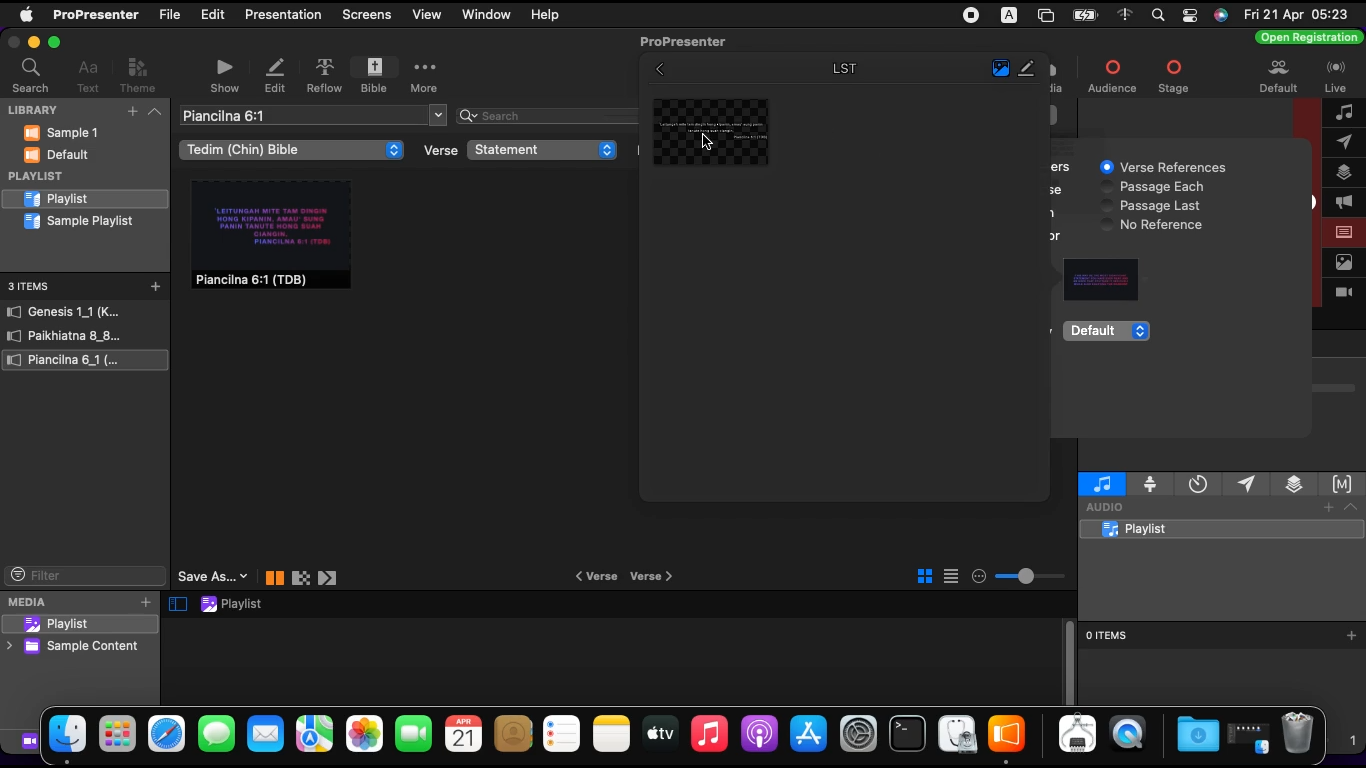 ProPresenter File Edit Presentation Screens View Window Help A Fri 21 Apr 05:23
ProPresenter
Open Registration
Search Text Theme Show Edit Reflow Bible More Audience Stage Default Live
Aa
LST
LIBRARY
Sample 1
Default
PLAYLIST
Playlist
Sample Playlist
Piancilna 6:1
Search
Tedim (Chin) Bible
Verse
Statement
'LEITUNGAH MITE TAM DINGIN
HONG KIPANIN, AMAU' SUNG
PANIN TANUTE HONG SUAH
CIANGIN.
PIANCILNA 6:1 (TDB)
Piancilna 6:1 (TDB)
Verse References
Passage Each
Passage Last
No Reference
Default
3 ITEMS
Genesis 1_1 (K...
Paikhiatna 8_8...
Piancilna 6_1 (...
Filter
Save As...
Verse Verse
[M]
AUDIO
Playlist
0 ITEMS
MEDIA
Playlist
Sample Content
Playlist
APR
21
tv
1